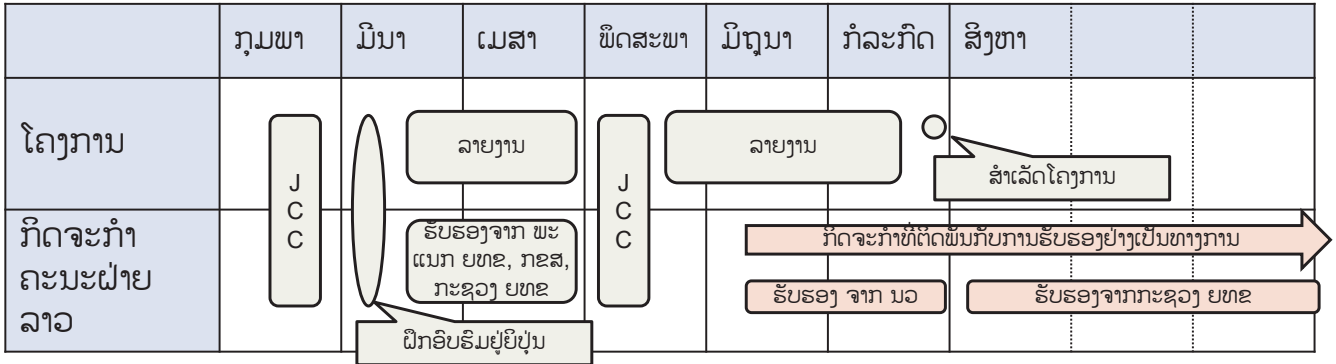 ກຸມພາ ມີນາ ເມສາ ພຶດສະພາ ມິຖຸນາ ກໍລະກົດ ສິງຫາ
ໂຄງການ
J
C
C
ລາຍງານ
J
C
C
ລາຍງານ
ສໍາເລັດໂຄງການ
ກິດຈະກໍາ
ຄະນະຝ່າຍ
ລາວ
ຮັບຮອງຈາກ ພະ
ແນກ ຍທຂ, ກຂສ,
ກະຊວງ ຍທຂ
ກິດຈະກໍາທີ່ຕິດພັນກັບການຮັບຮອງຢ່າງເປັນທາງການ
ຮັບຮອງ ຈາກ ນວ
ຮັບຮອງຈາກກະຊວງ ຍທຂ
ຝຶກອົບຮົມຢູ່ຍິປຸ່ນ